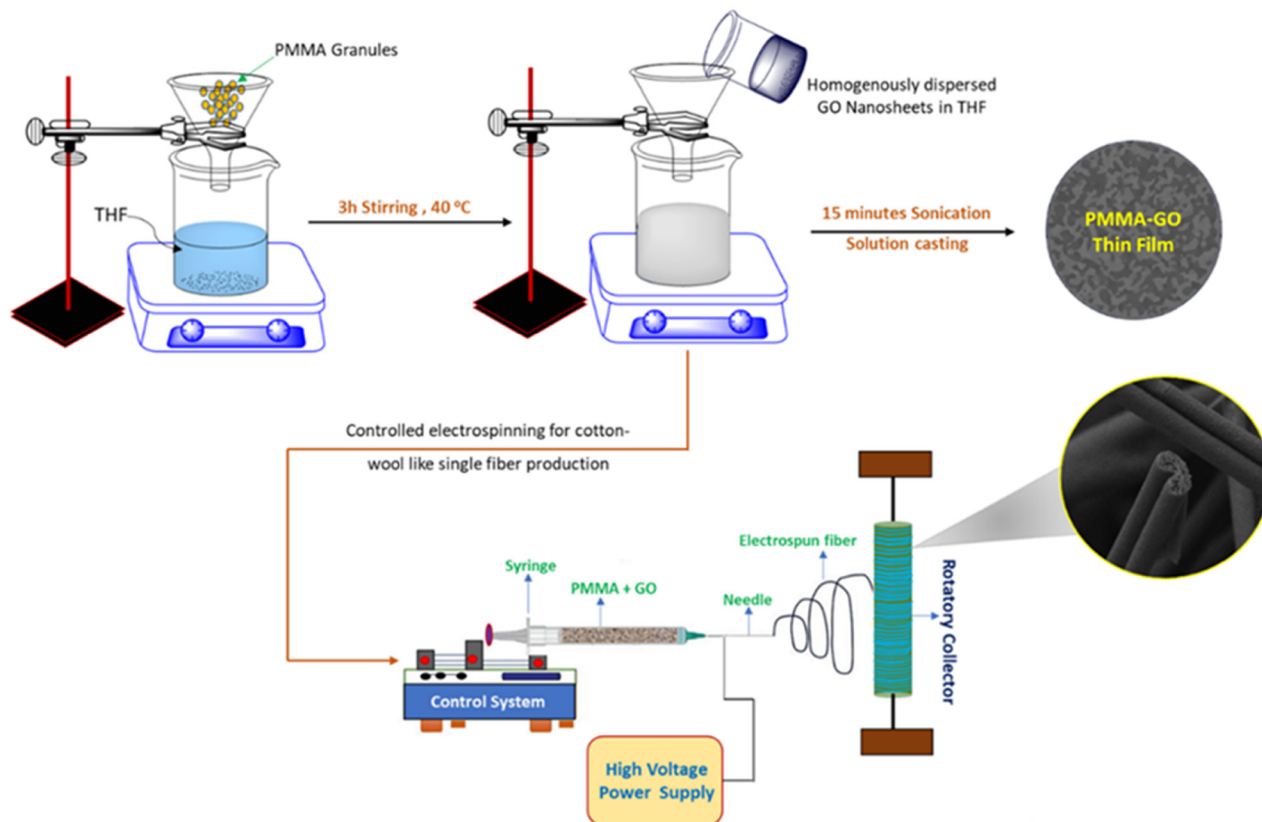 PMMA Granules
THF
3h Stirring , 40 °C
Homogenously dispersed
GO Nanosheets in THF
15 minutes Sonication
Solution casting
PMMA-GO
Thin Film
Controlled electrospinning for cotton-
wool like single fiber production
Syringe
PMMA + GO
Needle
Electrospun fiber
Rotatory Collector
Control System
High Voltage
Power Supply